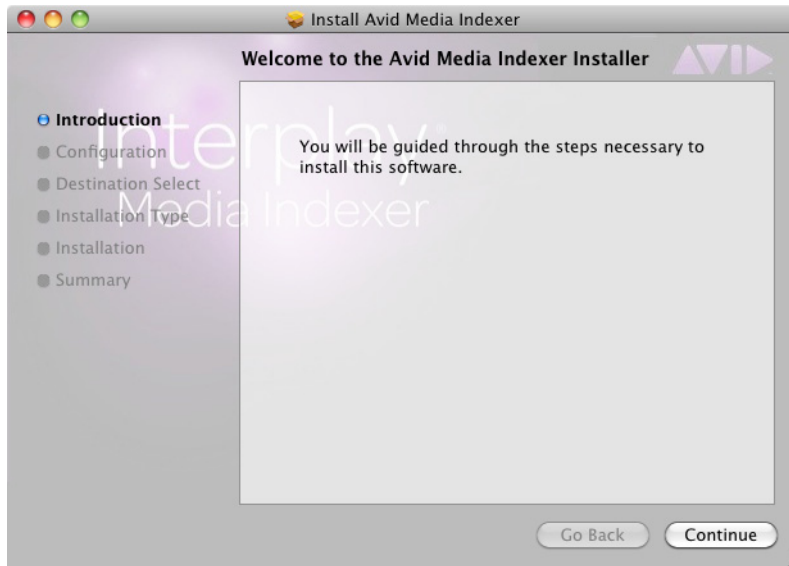 Install Avid Media Indexer
Welcome to the Avid Media Indexer Installer
AVID
Introduction
Configuration
Destination Select
Installation Type
Installation
Summary
Interplay
Media Indexer
You will be guided through the steps necessary to
install this software.
Go Back
Continue